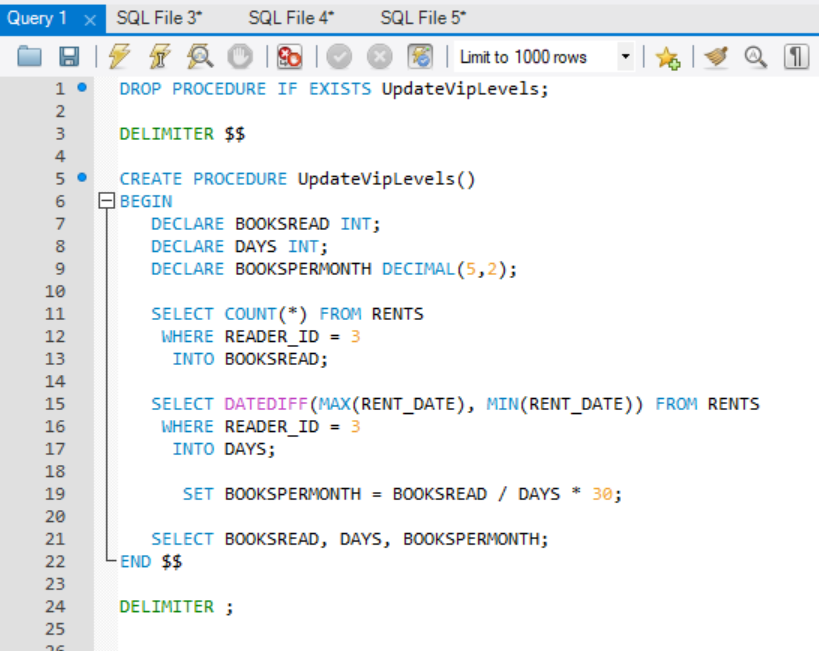 Query 1 × SQL File 3* SQL File 4* SQL File 5*
Limit to 1000 rows
1 DROP PROCEDURE IF EXISTS UpdateVipLevels;
2
3 DELIMITER $$
4
5 CREATE PROCEDURE UpdateVipLevels()
6 BEGIN
7 DECLARE BOOKSREAD INT;
8 DECLARE DAYS INT;
9 DECLARE BOOKSPERMONTH DECIMAL(5,2);
10
11 SELECT COUNT(*) FROM RENTS
12 WHERE READER_ID = 3
13 INTO BOOKSREAD;
14
15 SELECT DATEDIFF(MAX(RENT_DATE), MIN(RENT_DATE)) FROM RENTS
16 WHERE READER_ID = 3
17 INTO DAYS;
18
19 SET BOOKSPERMONTH = BOOKSREAD / DAYS * 30;
20
21 SELECT BOOKSREAD, DAYS, BOOKSPERMONTH;
22 END $$
23
24 DELIMITER ;
25
26